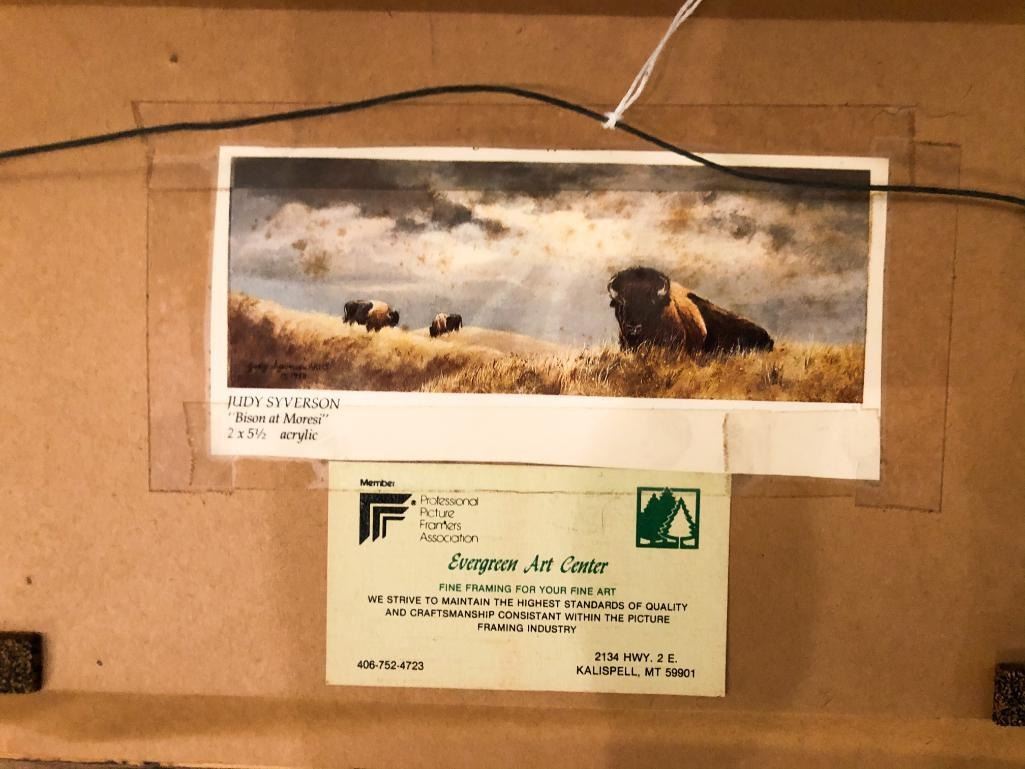 JUDY SYVERSON
"Bison at Moresi"
2 x 5½ acrylic
Member
Professional
Picture
Framers
Association
Evergreen Art Center
FINE FRAMING FOR YOUR FINE ART
WE STRIVE TO MAINTAIN THE HIGHEST STANDARDS OF QUALITY
AND CRAFTSMANSHIP CONSISTANT WITHIN THE PICTURE
FRAMING INDUSTRY
406-752-4723
2134 HWY. 2 E.
KALISPELL, MT 59901